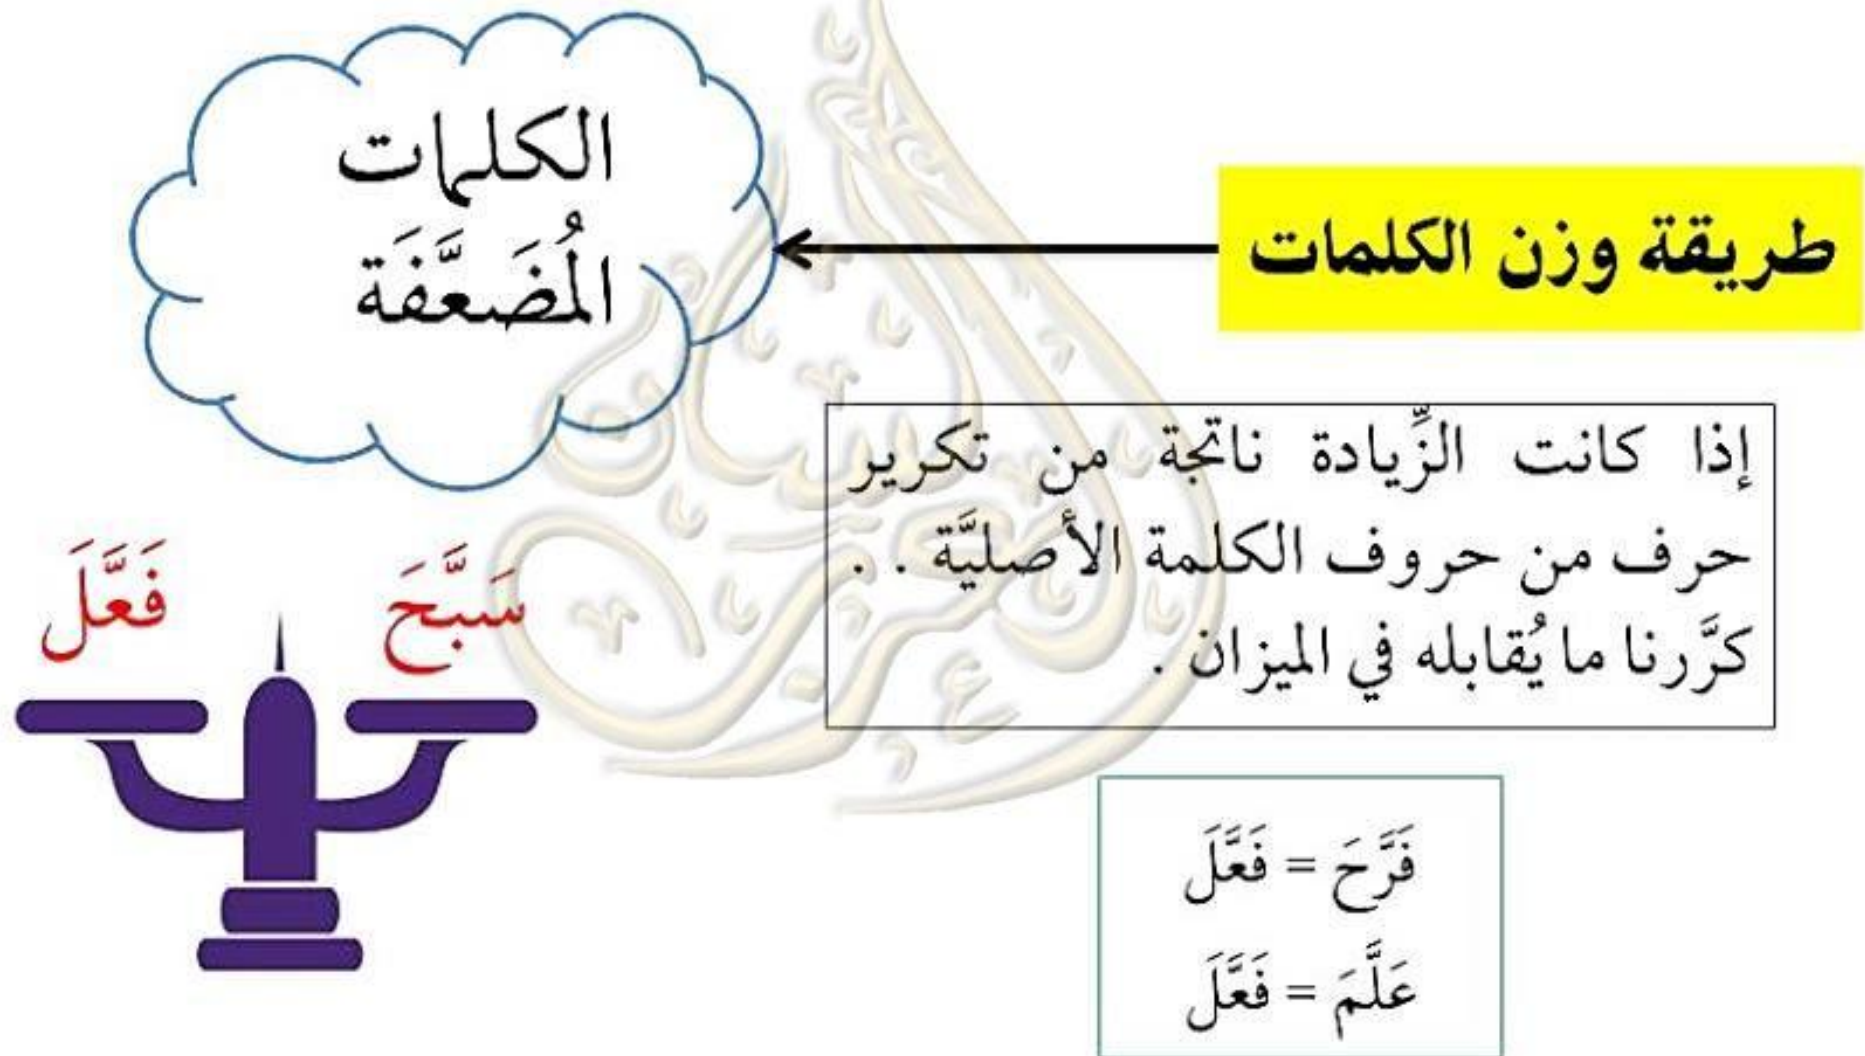 طريقة وزن الكلمات
الكلمات
المُضَعَّفَة
إذا كانت الزِّيادة ناتجة من تكرير
حرف من حروف الكلمة الأصليَّة . .
كرَّرنا ما يُقابله في الميزان .
سَبَّحَ فَعَّلَ
فَرَّحَ = فَعَّلَ
عَلَّمَ = فَعَّلَ